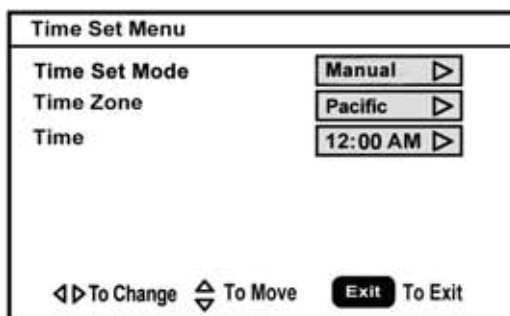 Time Set Menu
Time Set Mode Manual
Time Zone Pacific
Time 12:00 AM
To Change To Move Exit To Exit